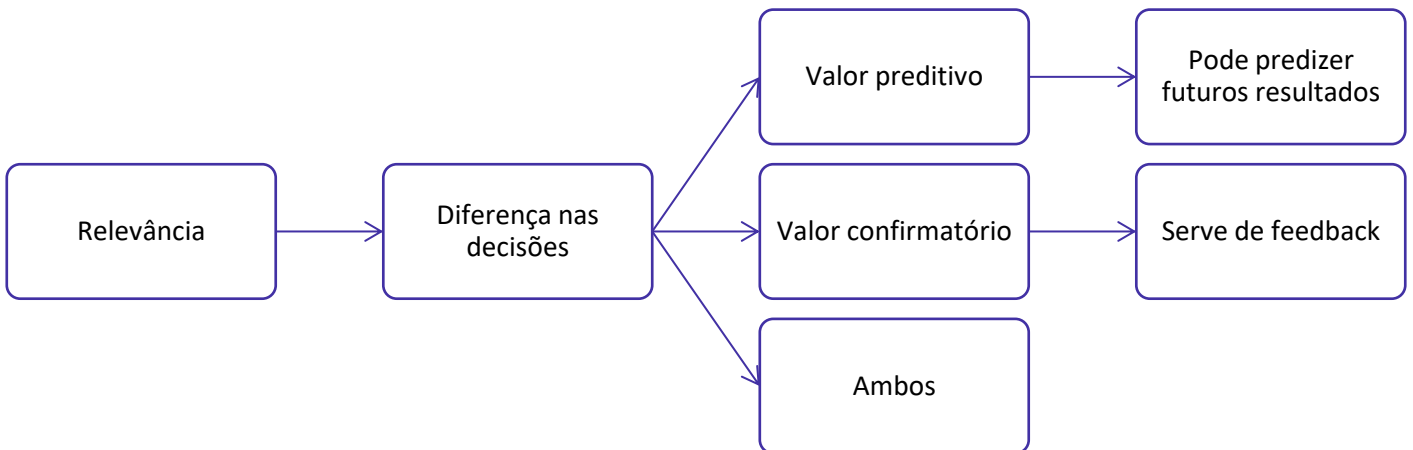 Relevância
Diferença nas
decisões
Valor preditivo
Pode predizer
futuros resultados
Valor confirmatório
Serve de feedback
Ambos